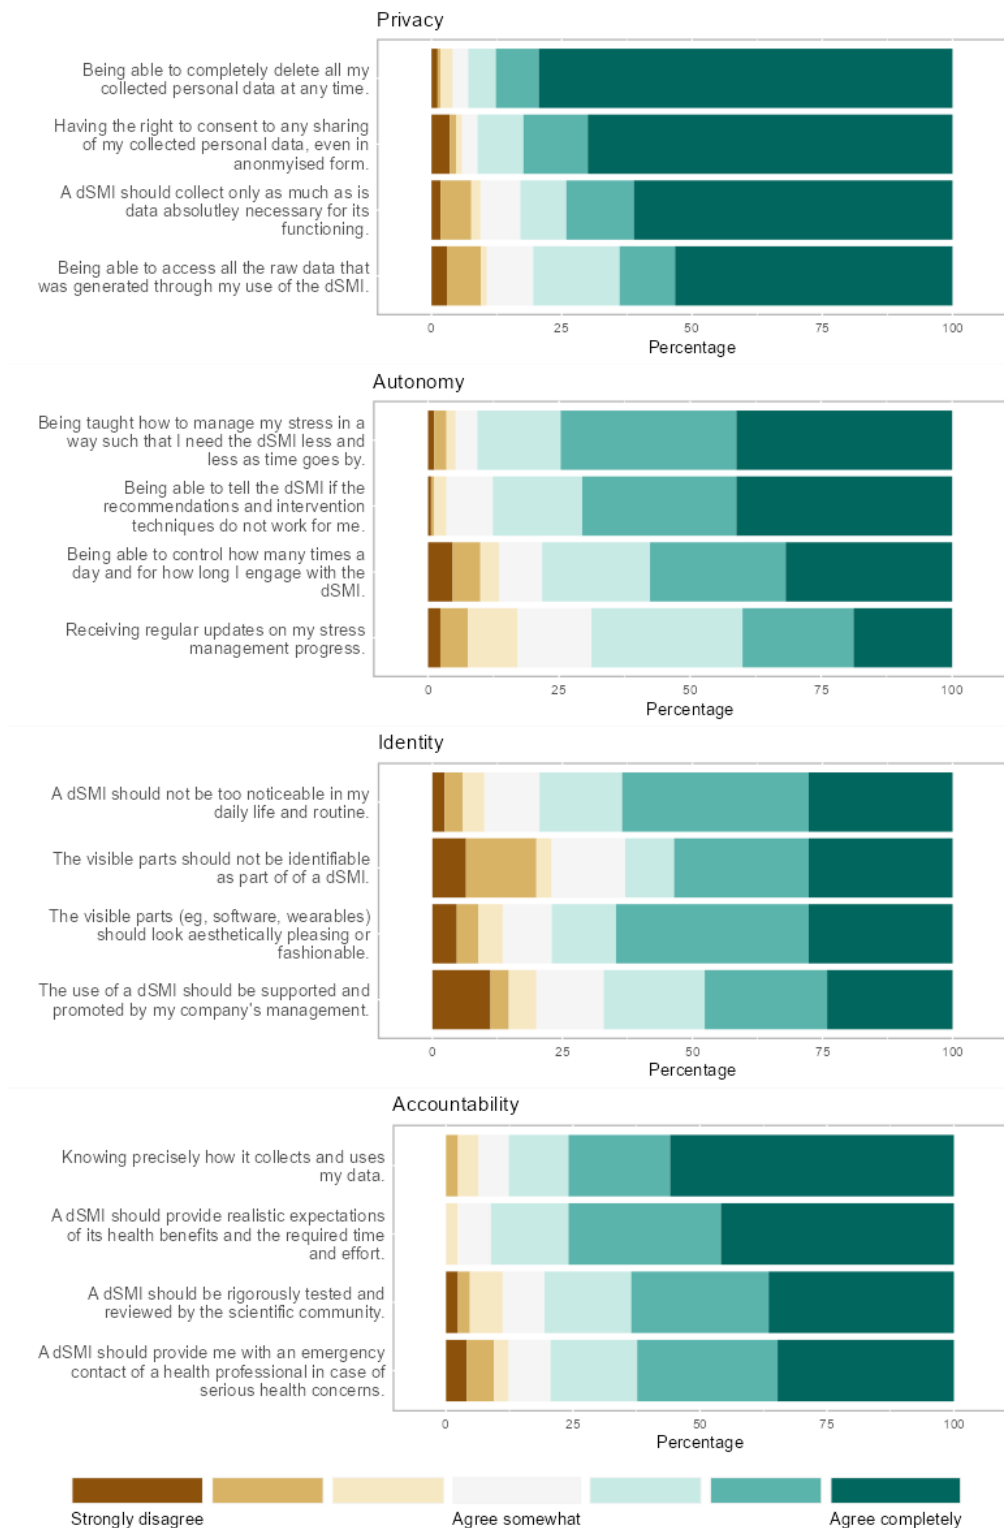 Privacy
Being able to completely delete all my
collected personal data at any time.
Having the right to consent to any sharing
of my collected personal data, even in
anonmyised form.
A dSMI should collect only as much as is
data absolutley necessary for its
functioning.
Being able to access all the raw data that
was generated through my use of the dSMI.
0 25 50 75 100
Percentage
Autonomy
Being taught how to manage my stress in a
way such that I need the dSMI less and
less as time goes by.
Being able to tell the dSMI if the
recommendations and intervention
techniques do not work for me.
Being able to control how many times a
day and for how long I engage with the
dSMI.
Receiving regular updates on my stress
management progress.
0 25 50 75 100
Percentage
Identity
A dSMI should not be too noticeable in my
daily life and routine.
The visible parts should not be identifiable
as part of of a dSMI.
The visible parts (eg, software, wearables)
should look aesthetically pleasing or
fashionable.
The use of a dSMI should be supported and
promoted by my company's management.
0 25 50 75 100
Percentage
Accountability
Knowing precisely how it collects and uses
my data.
A dSMI should provide realistic expectations
of its health benefits and the required time
and effort.
A dSMI should be rigorously tested and
reviewed by the scientific community.
A dSMI should provide me with an emergency
contact of a health professional in case of
serious health concerns.
0 25 50 75 100
Percentage
Strongly disagree Agree somewhat Agree completely